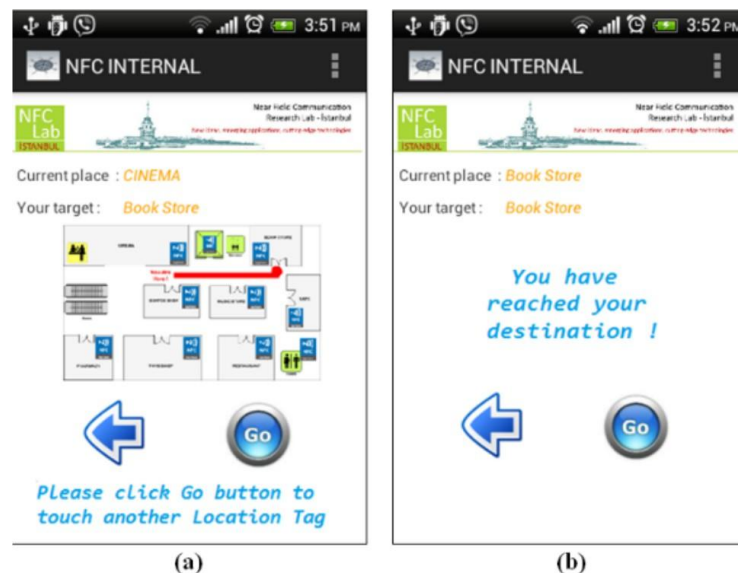 3:51 PM
NFC INTERNAL
NFC
Lab
ISTANBUL
Near Field Communication
Research Lab - İstanbul
Current place : CINEMA
Your target : Book Store
CINEMA
Please click Go button to
touch another Location Tag
Go
(a)
3:52 PM
NFC INTERNAL
NFC
Lab
ISTANBUL
Near Field Communication
Research Lab - İstanbul
Current place : Book Store
Your target : Book Store
You have
reached your
destination !
Go
(b)